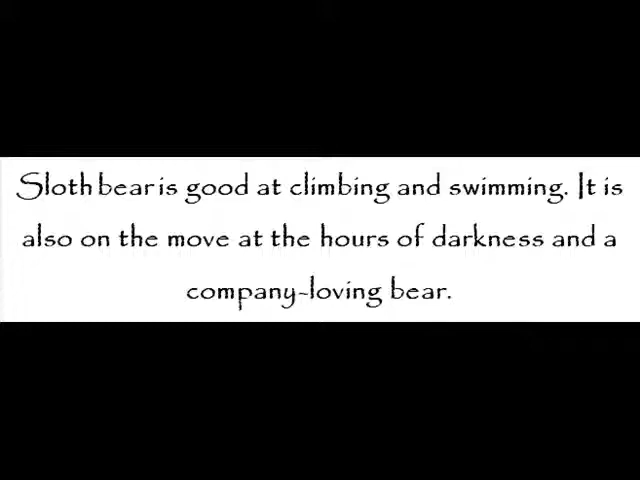 Sloth bear is good at climbing and swimming. It is
also on the move at the hours of darkness and a
company-loving bear.